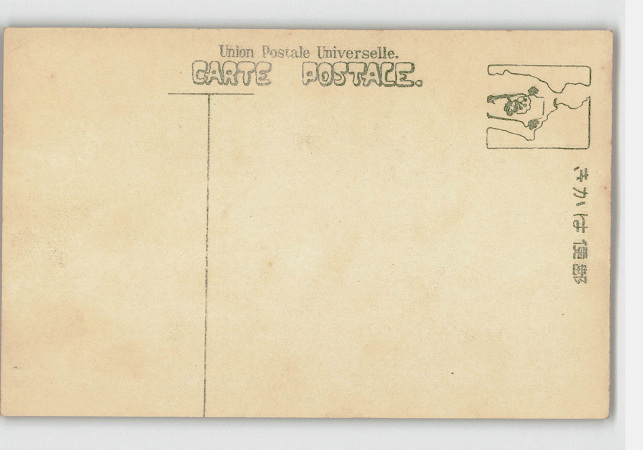 Union Postale Universelle.
CARTE POSTALE.
郵便はがき